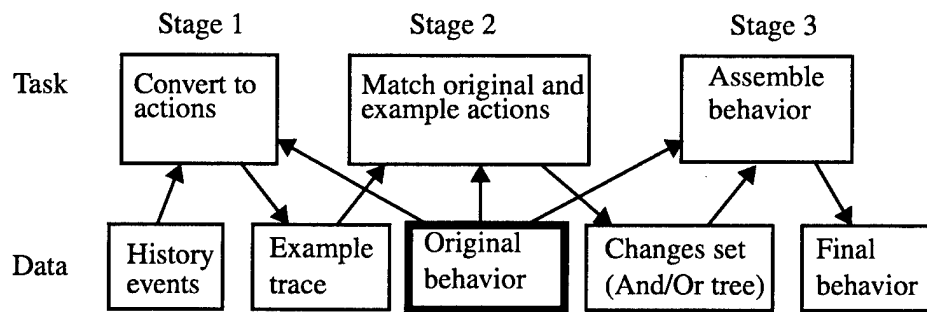 Stage 1
Stage 2
Stage 3
Task
Convert to
actions
Match original and
example actions
Assemble
behavior
Data
History
events
Example
trace
Original
behavior
Changes set
(And/Or tree)
Final
behavior